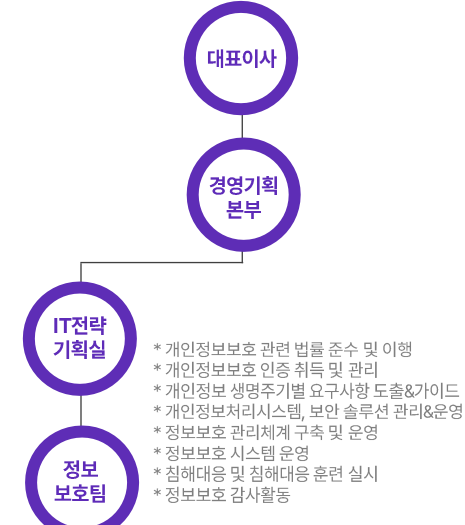 대표이사
경영기획
본부
IT전략
기획실
* 개인정보보호 관련 법률 준수 및 이행
* 개인정보보호 인증 취득 및 관리
* 개인정보 생명주기별 요구사항 도출&가이드
* 개인정보처리시스템, 보안 솔루션 관리&운영
* 정보보호 관리체계 구축 및 운영
* 정보보호 시스템 운영
* 침해대응 및 침해대응 훈련 실시
* 정보보호 감사활동
정보
보호팀